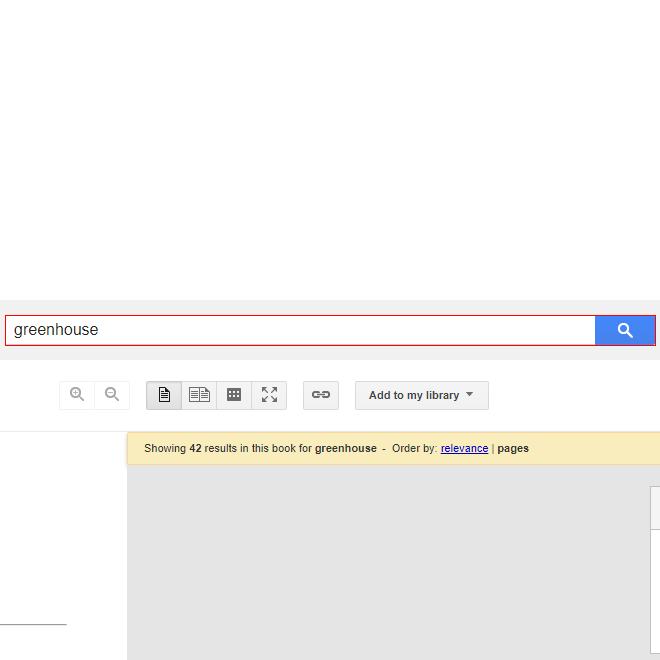 greenhouse
Add to my library
Showing 42 results in this book for greenhouse - Order by: relevance | pages